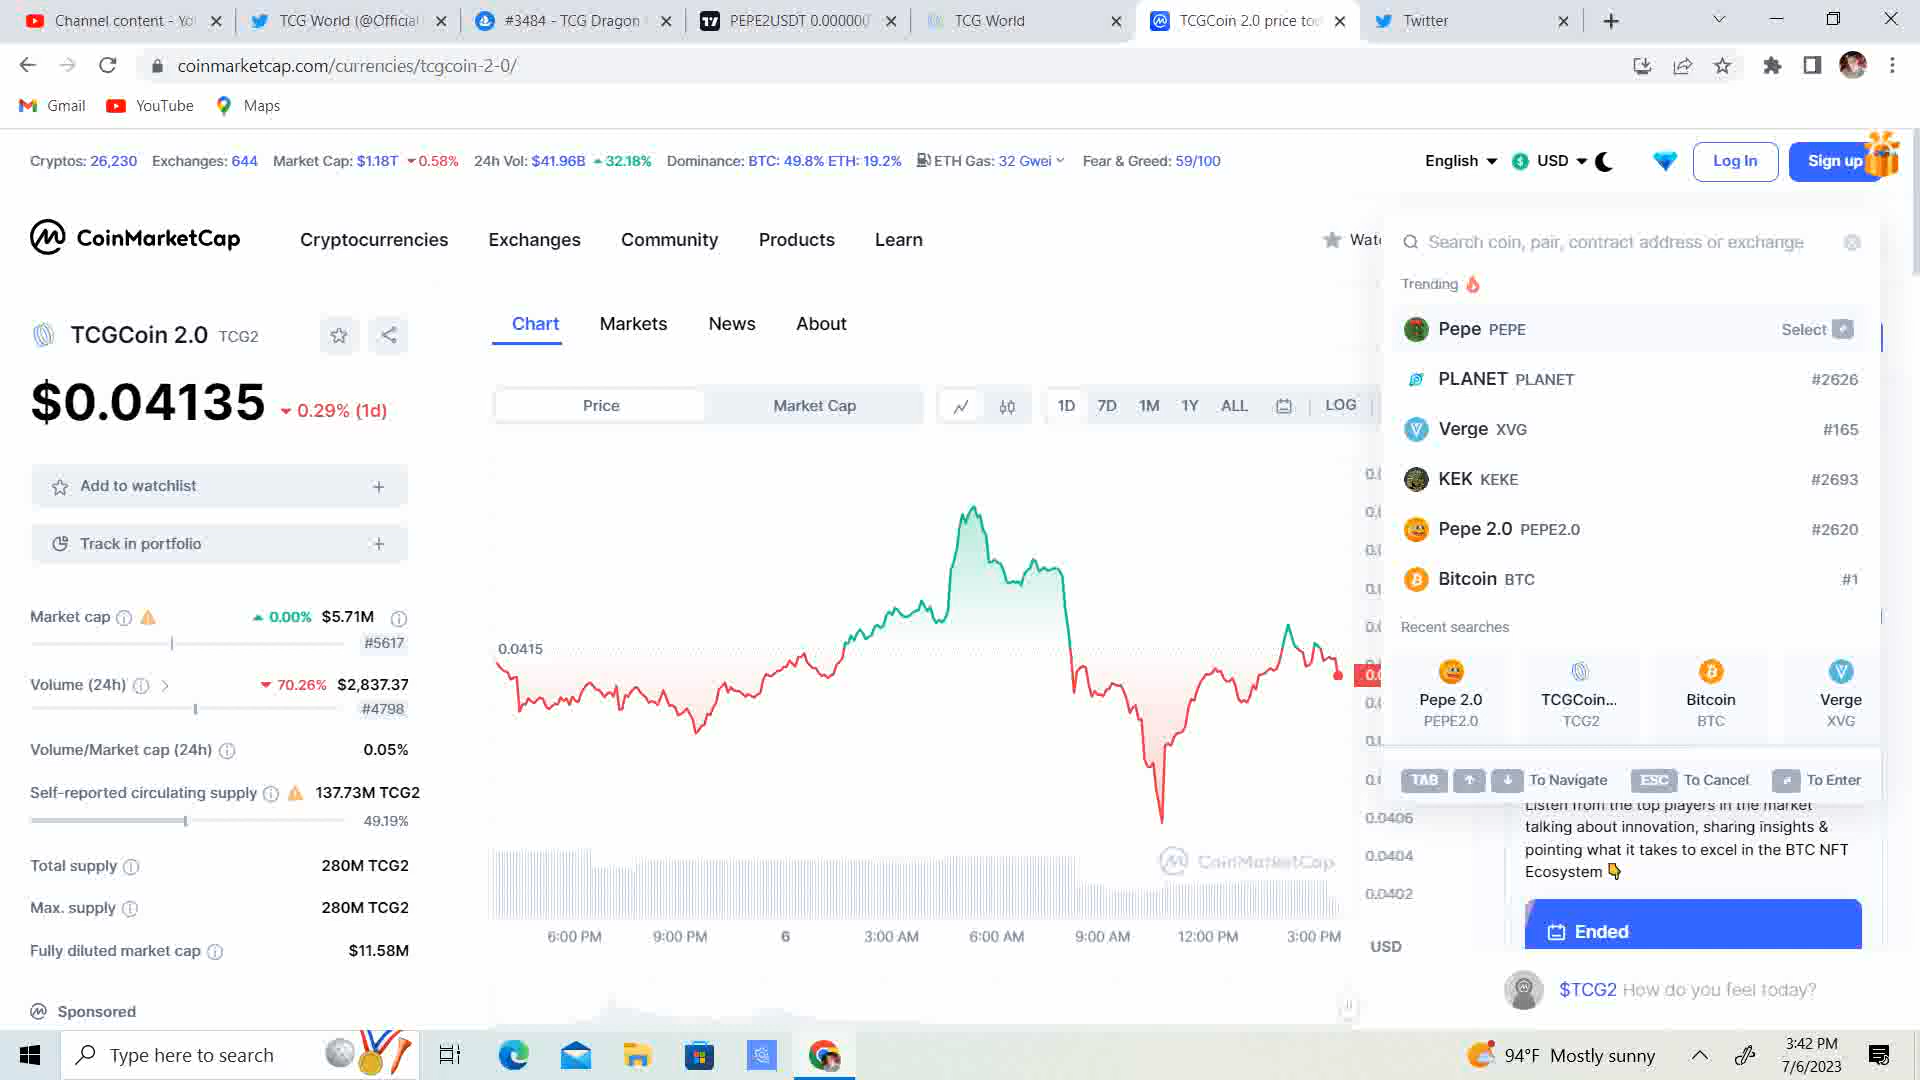 Channel content - Yo
TCG World (@Official
#3484 - TCG Dragon
PEPE2USDT 0.000000
TCG World
TCGCoin 2.0 price to
Twitter
coinmarketcap.com/currencies/tcgcoin-2-0/
Gmail YouTube Maps
Cryptos: 26,230 Exchanges: 644 Market Cap: $1.18T 0.58% 24h Vol: $41.96B 32.18% Dominance: BTC: 49.8% ETH: 19.2% ETH Gas: 32 Gwei Fear & Greed: 59/100
English USD Log In Sign up
CoinMarketCap Cryptocurrencies Exchanges Community Products Learn
Search coin, pair, contract address or exchange
Trending
Pepe PEPE Select
PLANET PLANET #2626
Verge XVG #165
KEK KEKE #2693
Pepe 2.0 PEPE2.0 #2620
Bitcoin BTC #1
Recent searches
Pepe 2.0 TCGCoin... Bitcoin Verge
PEPE2.0 TCG2 BTC XVG
TAB To Navigate ESC To Cancel To Enter
TCGCoin 2.0 TCG2
$0.04135 0.29% (1d)
Add to watchlist +
Track in portfolio +
Market cap 0.00% $5.71M
#5617
Volume (24h) 70.26% $2,837.37
#4798
Volume/Market cap (24h) 0.05%
Self-reported circulating supply 137.73M TCG2
49.19%
Total supply 280M TCG2
Max. supply 280M TCG2
Fully diluted market cap $11.58M
Sponsored
Chart Markets News About
Price Market Cap 1D 7D 1M 1Y ALL LOG
0.0415
0.0406
0.0404
0.0402
CoinMarketCap
6:00 PM 9:00 PM 6 3:00 AM 6:00 AM 9:00 AM 12:00 PM 3:00 PM
USD
Listen from the top players in the market
talking about innovation, sharing insights &
pointing what it takes to excel in the BTC NFT
Ecosystem
Ended
$TCG2 How do you feel today?
Type here to search
94°F Mostly sunny
3:42 PM
7/6/2023